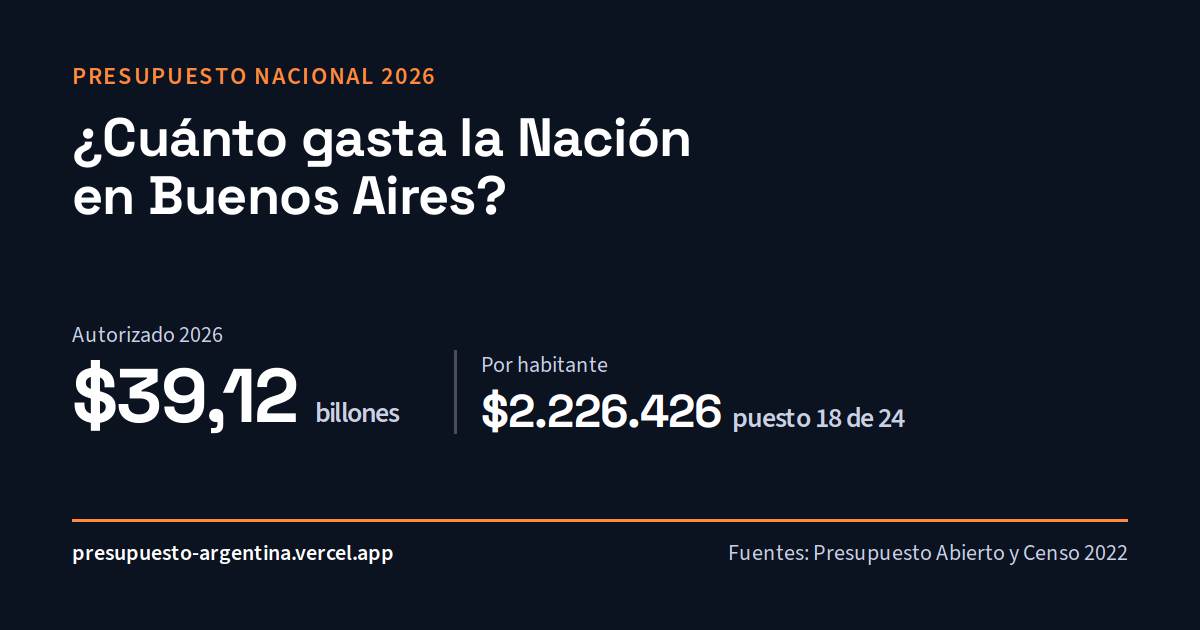 PRESUPUESTO NACIONAL 2026
¿Cuánto gasta la Nación
en Buenos Aires?
Autorizado 2026
$39,12 billones
Por habitante
$2.226.426 puesto 18 de 24
presupuesto-argentina.vercel.app
Fuentes: Presupuesto Abierto y Censo 2022